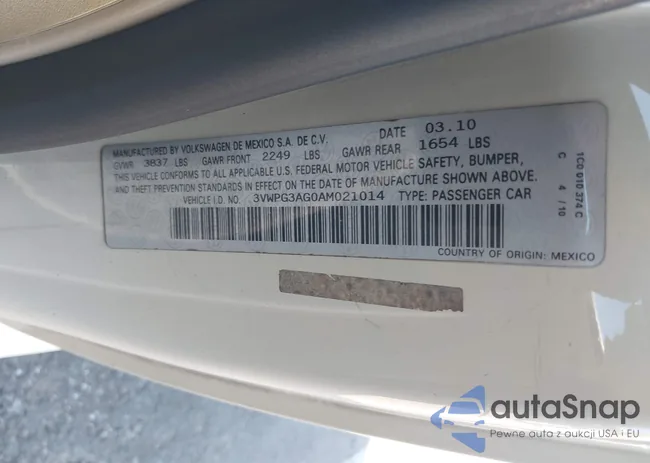 MANUFACTURED BY VOLKSWAGEN DE MEXICO S.A. DE C.V. DATE 03.10
GVWR 3837 LBS GAWR FRONT 2249 LBS GAWR REAR 1654 LBS
THIS VEHICLE CONFORMS TO ALL APPLICABLE U.S. FEDERAL MOTOR VEHICLE SAFETY, BUMPER,
AND THEFT PREVENTION STANDARDS IN EFFECT ON THE DATE OF MANUFACTURE SHOWN ABOVE.
VEHICLE I.D NO. 3VWPG3AG0AM021014 TYPE: PASSENGER CAR
COUNTRY OF ORIGIN: MEXICO
1C0 010 374 C
C 4/10
autaSnap
Pewne auta z aukcji USA i EU